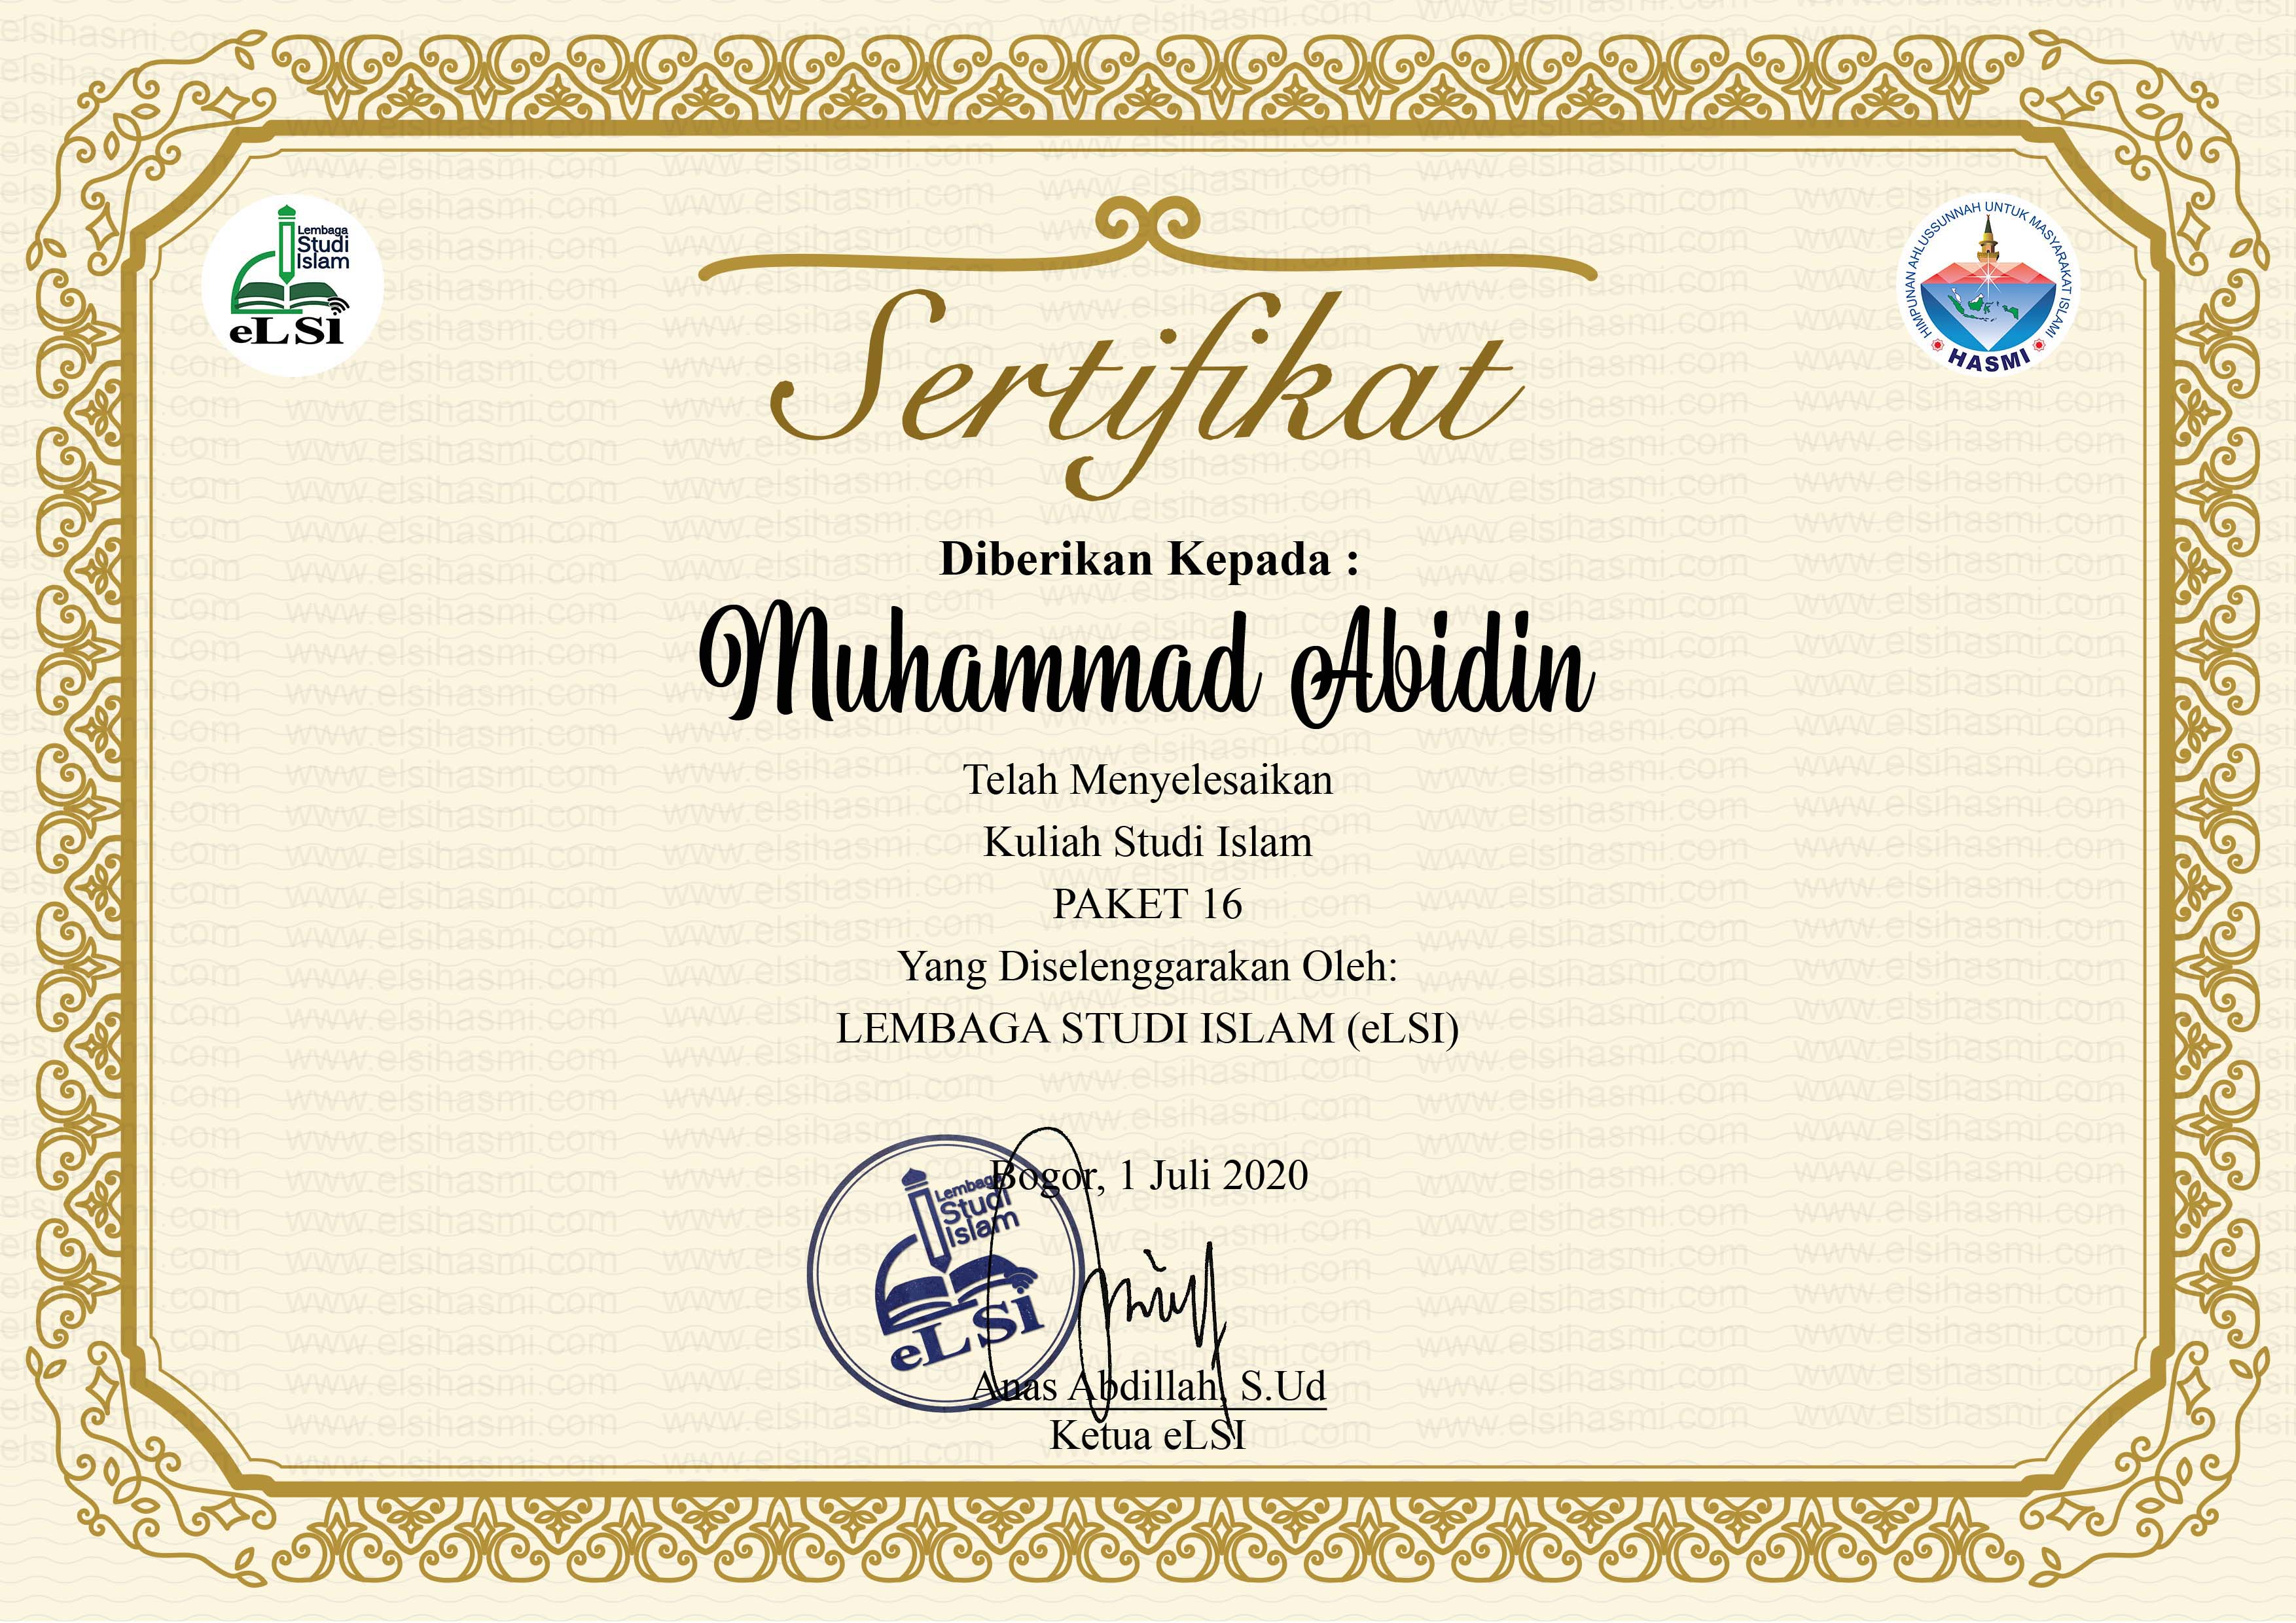 Lembaga
Studi
Islam
eLSi
HIMPUNAN AHLUSSUNNAH UNTUK MASYARAKAT ISLAMI
HASMI
Sertifikat
Diberikan Kepada :
Muhammad Abidin
Telah Menyelesaikan
Kuliah Studi Islam
PAKET 16
Yang Diselenggarakan Oleh:
LEMBAGA STUDI ISLAM (eLSI)
Bogor, 1 Juli 2020
Lembaga
Studi
Islam
eLSi
Anas Abdillah, S.Ud
Ketua eLSI
www.elsihasmi.com